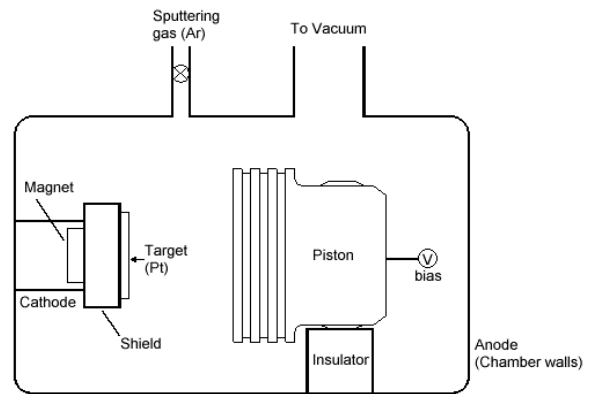 Sputtering
gas (Ar)
To Vacuum
Magnet
Target
(Pt)
Piston
V
bias
Cathode
Shield
Insulator
Anode
(Chamber walls)